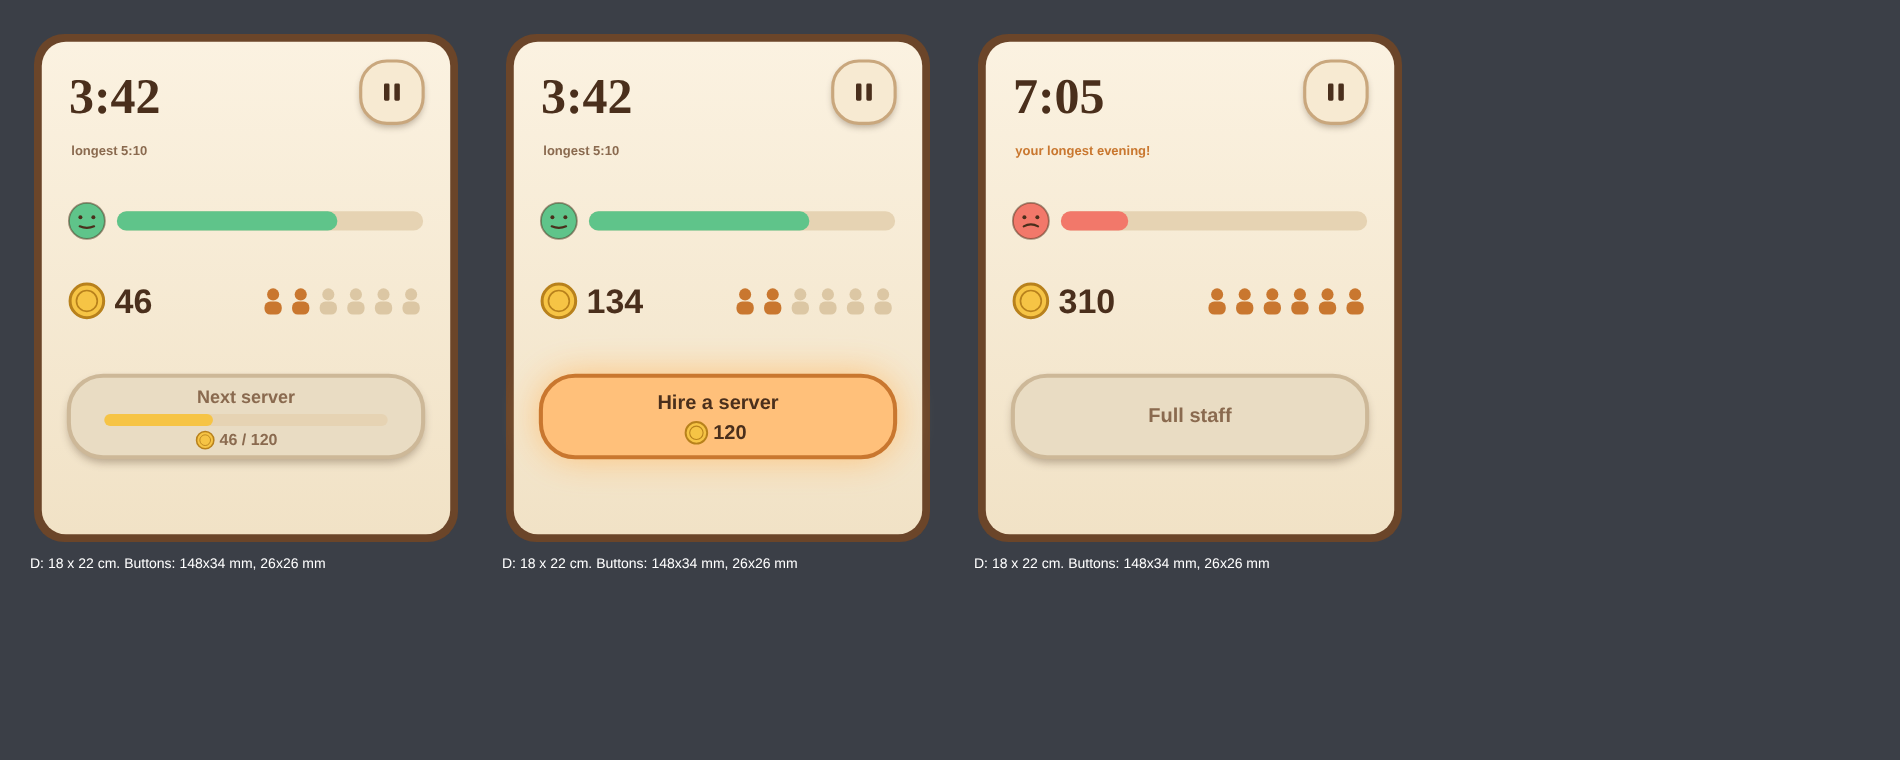 3:42
longest 5:10
46
Next server
46 / 120
D: 18 x 22 cm. Buttons: 148x34 mm, 26x26 mm
3:42
longest 5:10
134
Hire a server
120
D: 18 x 22 cm. Buttons: 148x34 mm, 26x26 mm
7:05
your longest evening!
310
Full staff
D: 18 x 22 cm. Buttons: 148x34 mm, 26x26 mm